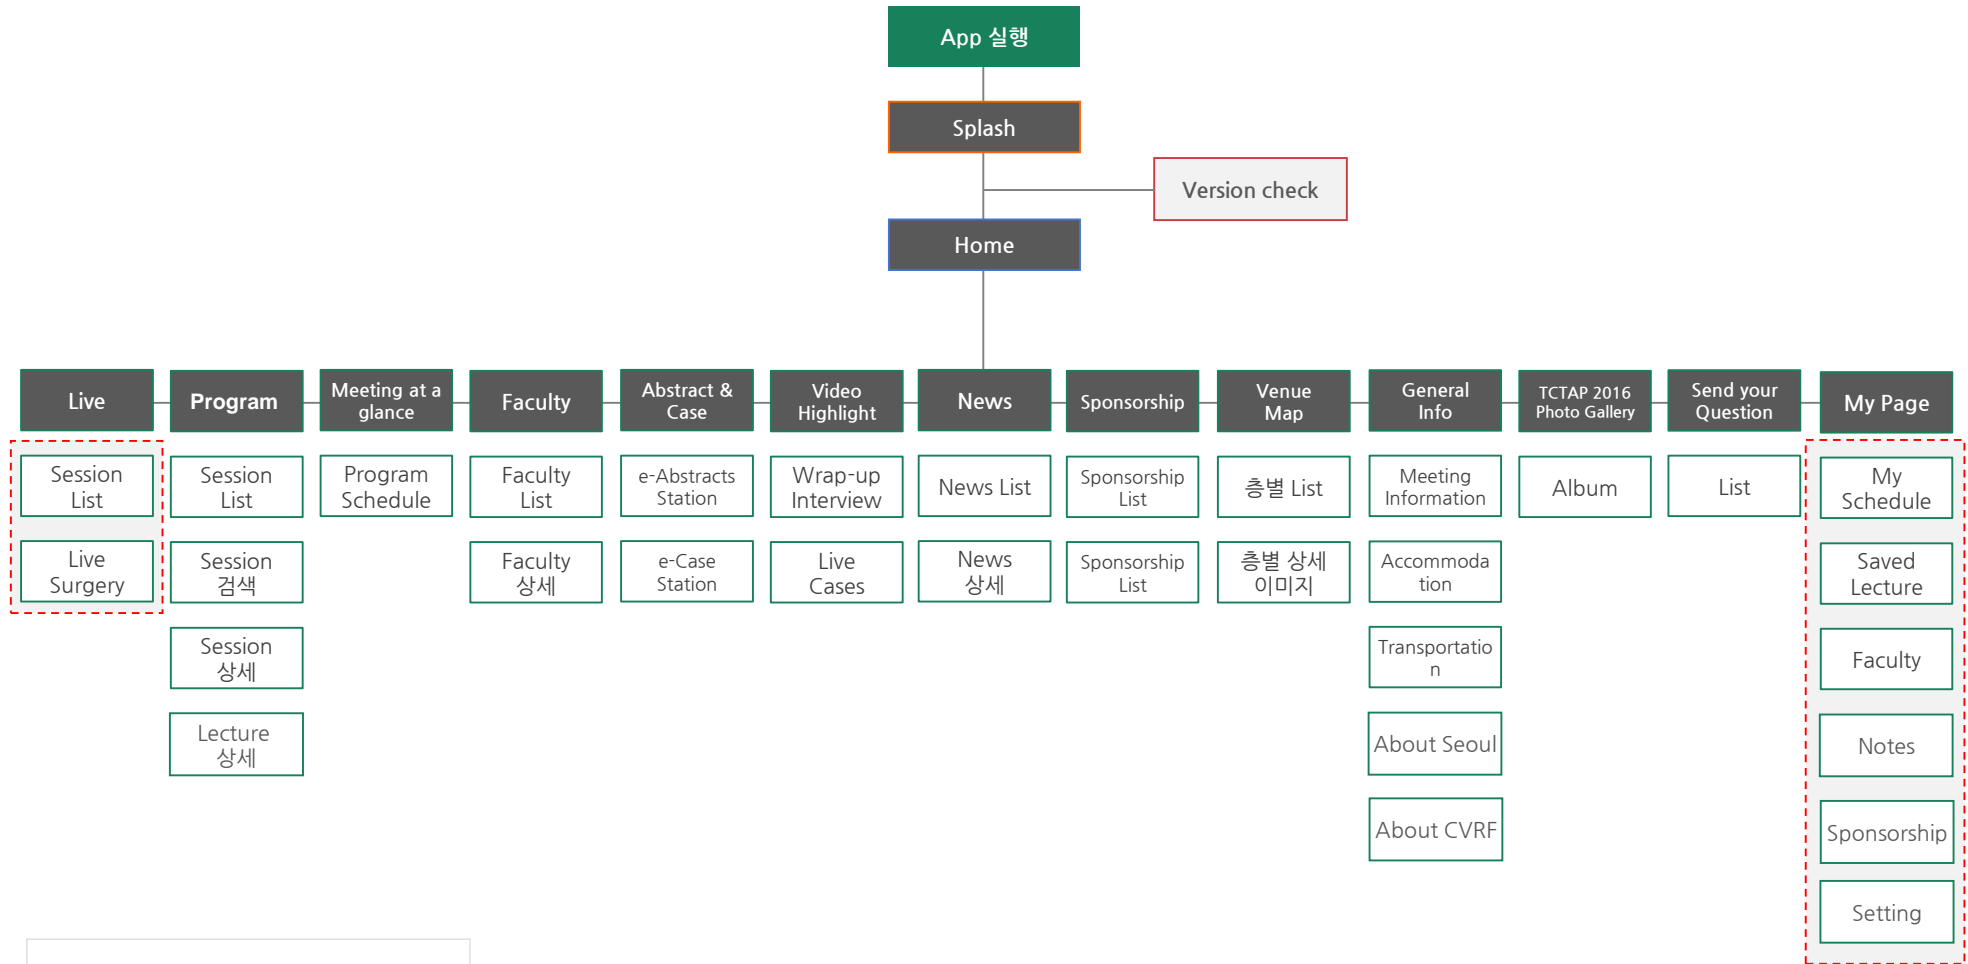 App 실행
Splash
Version check
Home
Live
Program
Meeting at a
glance
Faculty
Abstract &
Case
Video
Highlight
News
Sponsorship
Venue
Map
General
Info
TCTAP 2016
Photo Gallery
Send your
Question
My Page
Session
List
Session
List
Program
Schedule
Faculty
List
e-Abstracts
Station
Wrap-up
Interview
News List
Sponsorship
List
층별 List
Meeting
Information
Album
List
My
Schedule
Live
Surgery
Session
검색
Faculty
상세
e-Case
Station
Live
Cases
News
상세
Sponsorship
List
층별 상세
이미지
Accommoda
tion
Saved
Lecture
Session
상세
Transportatio
n
Faculty
Lecture
상세
About Seoul
Notes
About CVRF
Sponsorship
Setting